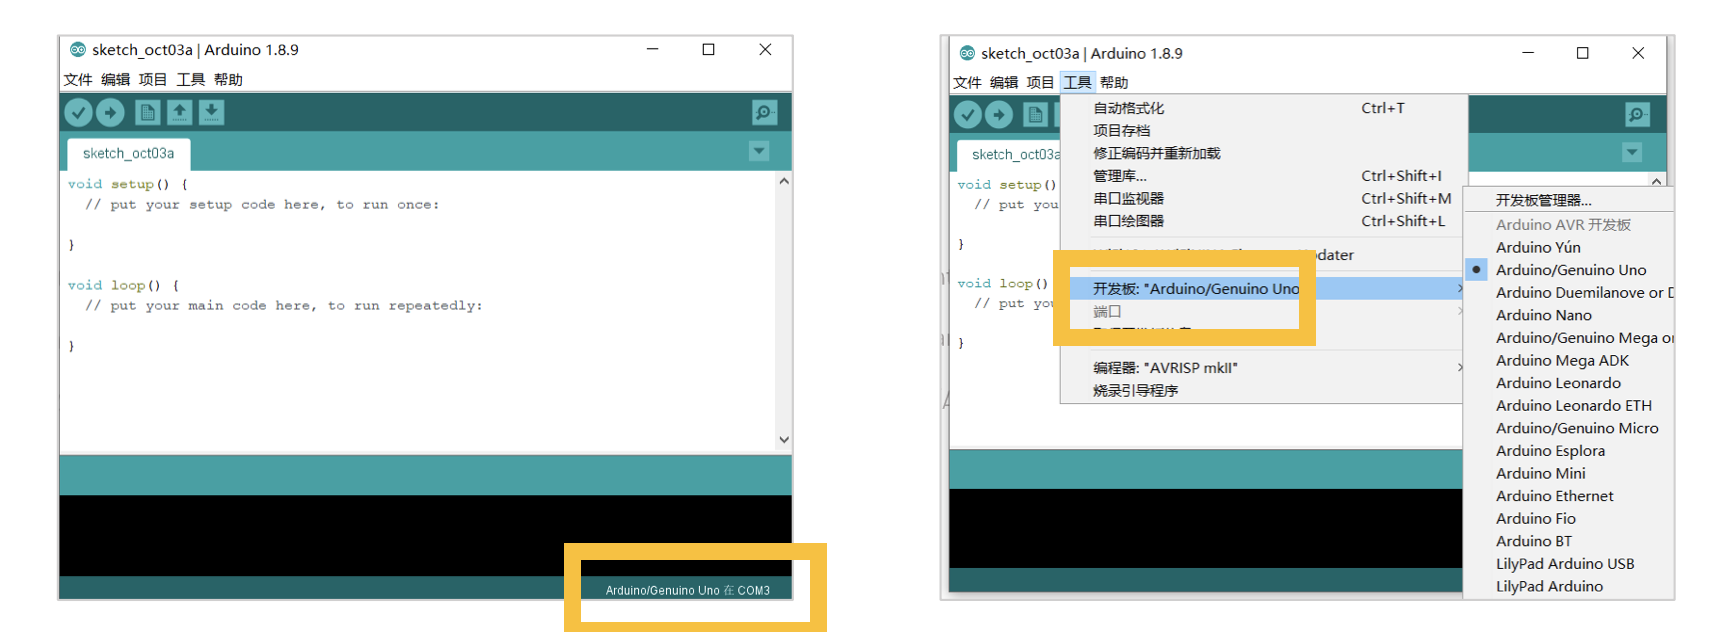 sketch_oct03a | Arduino 1.8.9
文件 编辑 项目 工具 帮助
sketch_oct03a
void setup() {
// put your setup code here, to run once:
}
void loop() {
// put your main code here, to run repeatedly:
}
Arduino/Genuino Uno 在 COM3
sketch_oct03a | Arduino 1.8.9
文件 编辑 项目 工具 帮助
sketch_oct03a
void setup()
// put you
}
void loop()
// put yo
}
自动格式化 Ctrl+T
项目存档
修正编码并重新加载
管理库... Ctrl+Shift+I
串口监视器 Ctrl+Shift+M
串口绘图器 Ctrl+Shift+L
dater
开发板: "Arduino/Genuino Uno
端口
编程器: "AVRISP mkII"
烧录引导程序
开发板管理器...
Arduino AVR 开发板
Arduino Yún
Arduino/Genuino Uno
Arduino Duemilanove or D
Arduino Nano
Arduino/Genuino Mega or
Arduino Mega ADK
Arduino Leonardo
Arduino Leonardo ETH
Arduino/Genuino Micro
Arduino Esplora
Arduino Mini
Arduino Ethernet
Arduino Fio
Arduino BT
LilyPad Arduino USB
LilyPad Arduino